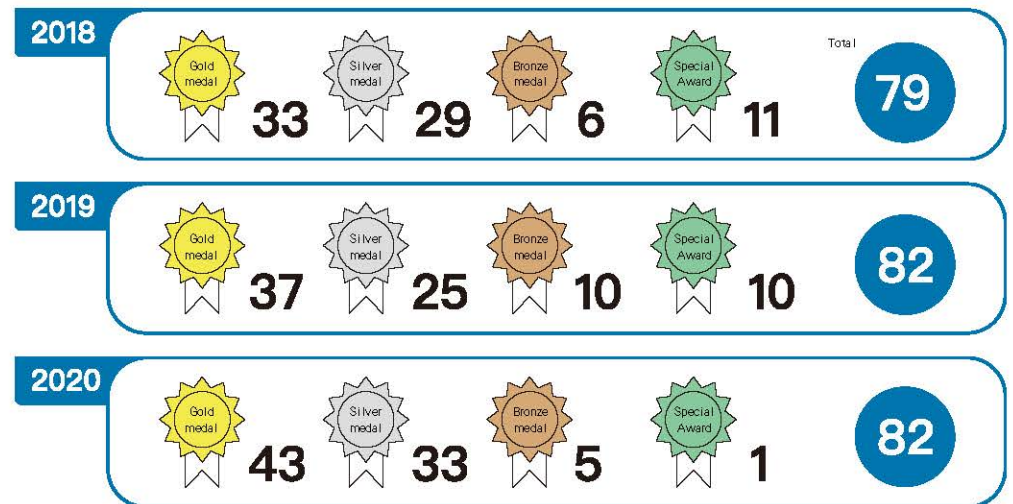 2018
Gold
medal
33
Silver
medal
29
Bronze
medal
6
Special
Award
11
Total
79
2019
Gold
medal
37
Silver
medal
25
Bronze
medal
10
Special
Award
10
82
2020
Gold
medal
43
Silver
medal
33
Bronze
medal
5
Special
Award
1
82